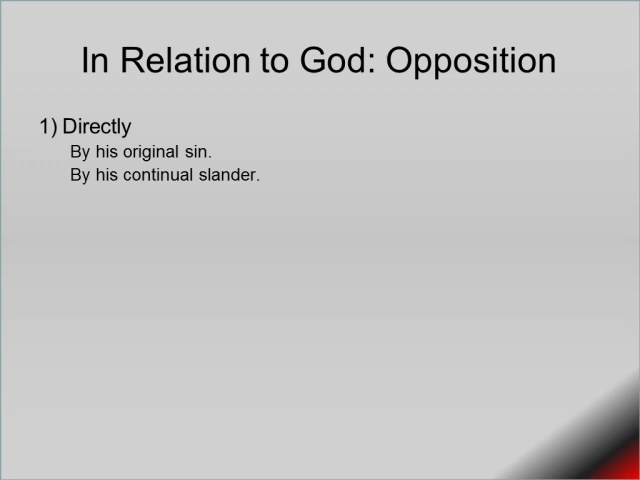 In Relation to God: Opposition
1) Directly
By his original sin.
By his continual slander.